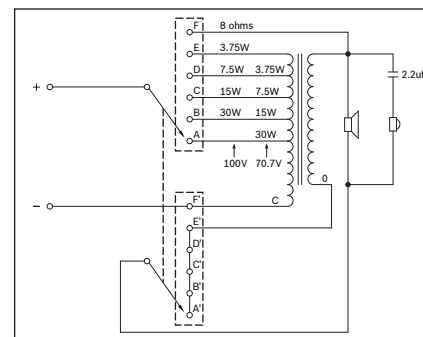 F 8 ohms
E 3.75W
D 7.5W 3.75W
C 15W 7.5W
B 30W 15W
A 30W
100V 70.7V
+
2.2uf
0
C
− F'
E'
D'
C'
B'
A'